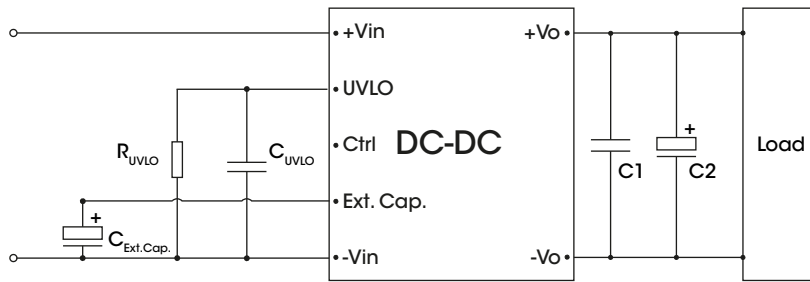 +Vin
+Vo
UVLO
R_UVLO
C_UVLO
Ctrl
DC-DC
C1
+
C2
Load
Ext. Cap.
+
C_Ext.Cap.
-Vin
-Vo